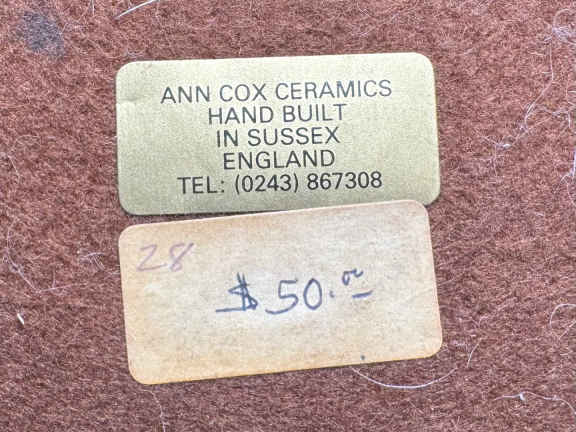 ANN COX CERAMICS
HAND BUILT
IN SUSSEX
ENGLAND
TEL: (0243) 867308
28
$50.00